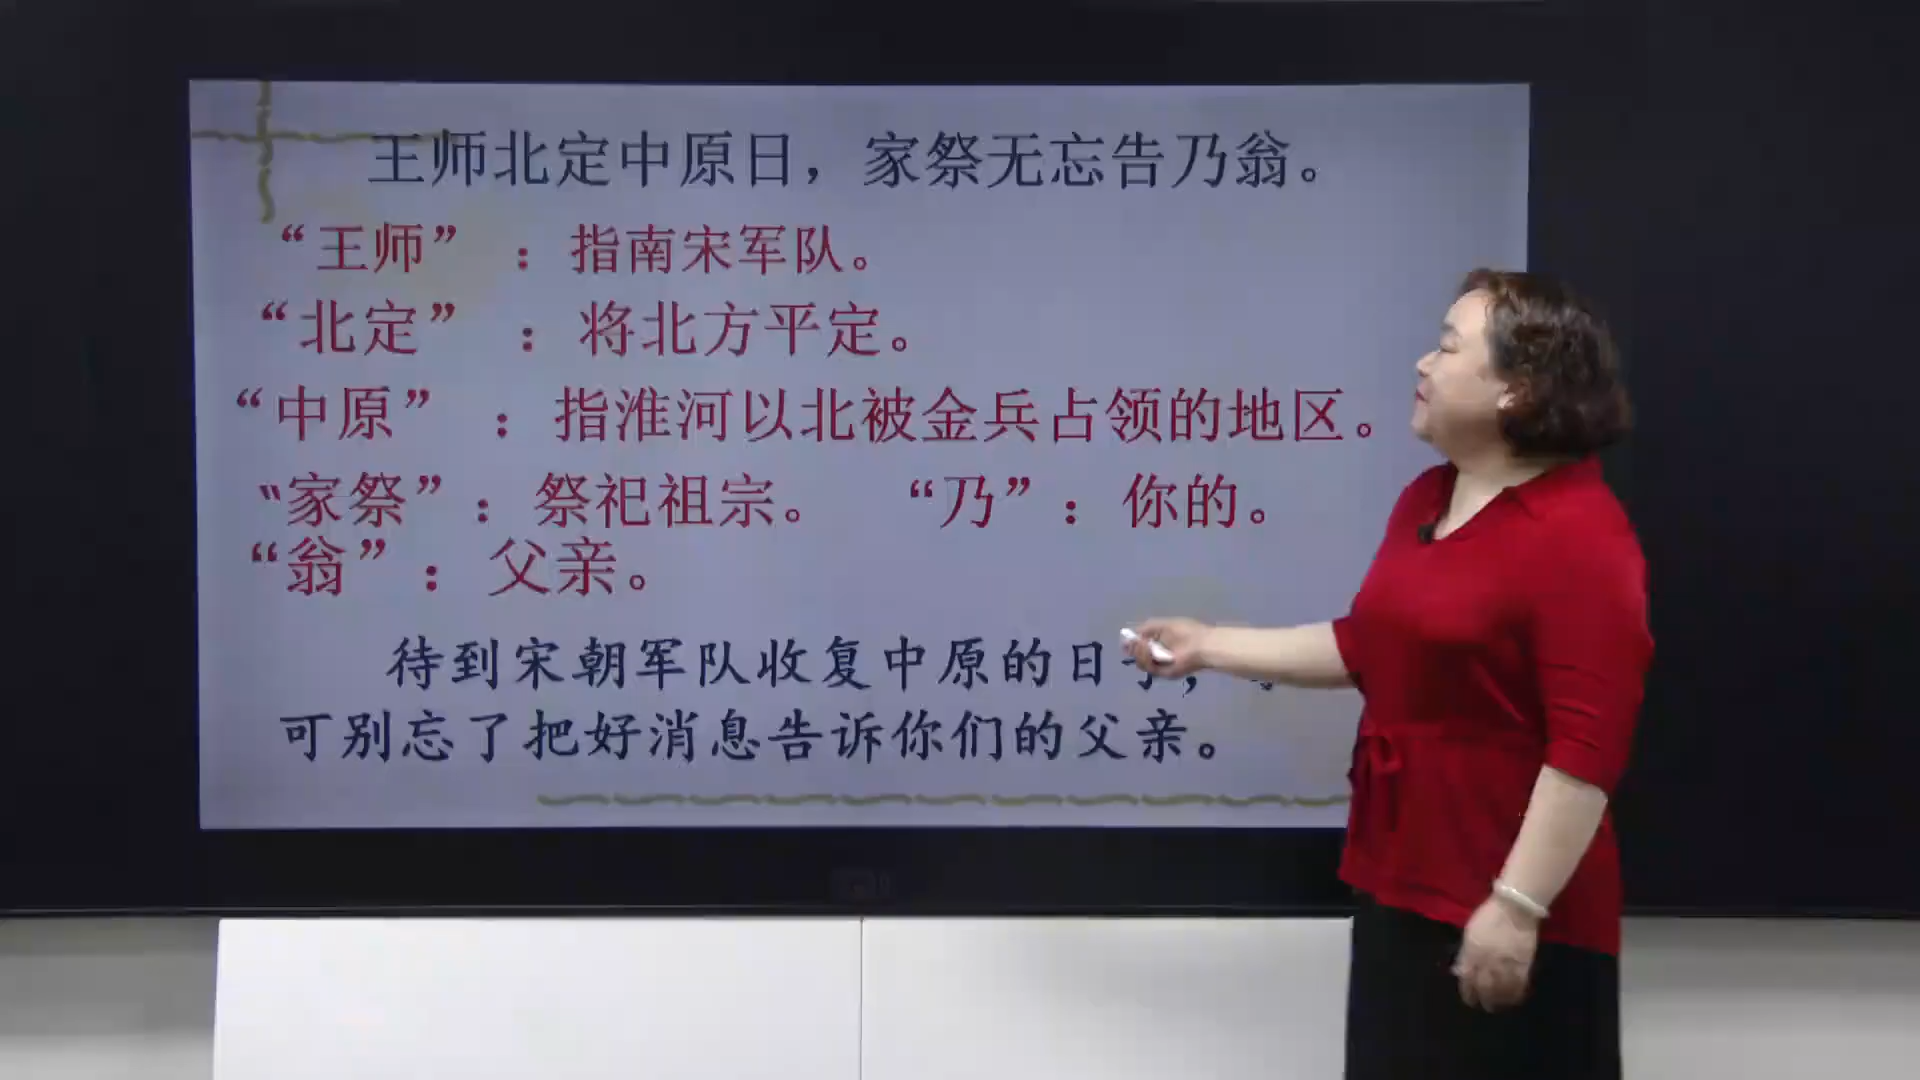 王师北定中原日，家祭无忘告乃翁。
“王师”：指南宋军队。
“北定”：将北方平定。
“中原”：指淮河以北被金兵占领的地区。
“家祭”：祭祀祖宗。 “乃”：你的。
“翁”：父亲。
待到宋朝军队收复中原的日子，
可别忘了把好消息告诉你们的父亲。